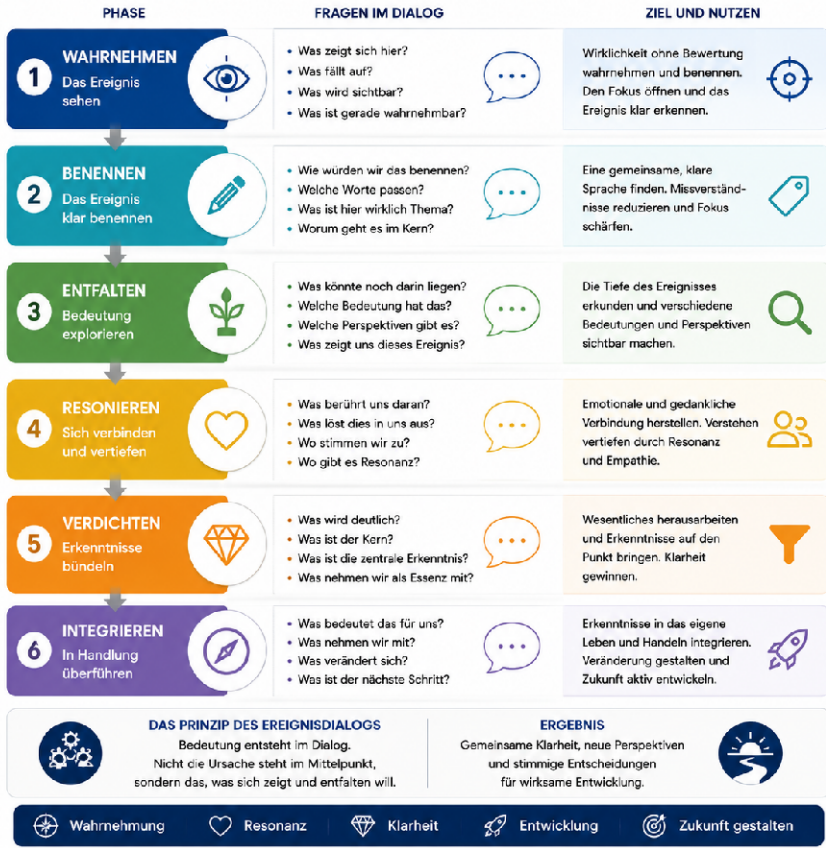 PHASE
FRAGEN IM DIALOG
ZIEL UND NUTZEN
1
WAHRNEHMEN
Das Ereignis
sehen
• Was zeigt sich hier?
• Was fällt auf?
• Was wird sichtbar?
• Was ist gerade wahrnehmbar?
Wirklichkeit ohne Bewertung
wahrnehmen und benennen.
Den Fokus öffnen und das
Ereignis klar erkennen.
2
BENENNEN
Das Ereignis
klar benennen
• Wie würden wir das benennen?
• Welche Worte passen?
• Was ist hier wirklich Thema?
• Worum geht es im Kern?
Eine gemeinsame, klare
Sprache finden. Missverständ-
nisse reduzieren und Fokus
schärfen.
3
ENTFALTEN
Bedeutung
explorieren
• Was könnte noch darin liegen?
• Welche Bedeutung hat das?
• Welche Perspektiven gibt es?
• Was zeigt uns dieses Ereignis?
Die Tiefe des Ereignisses
erkunden und verschiedene
Bedeutungen und Perspektiven
sichtbar machen.
4
RESONIEREN
Sich verbinden
und vertiefen
• Was berührt uns daran?
• Was löst dies in uns aus?
• Wo stimmen wir zu?
• Wo gibt es Resonanz?
Emotionale und gedankliche
Verbindung herstellen. Verstehen
vertiefen durch Resonanz
und Empathie.
5
VERDICHTEN
Erkenntnisse
bündeln
• Was wird deutlich?
• Was ist der Kern?
• Was ist die zentrale Erkenntnis?
• Was nehmen wir als Essenz mit?
Wesentliches herausarbeiten
und Erkenntnisse auf den
Punkt bringen. Klarheit
gewinnen.
6
INTEGRIEREN
In Handlung
überführen
• Was bedeutet das für uns?
• Was nehmen wir mit?
• Was verändert sich?
• Was ist der nächste Schritt?
Erkenntnisse in das eigene
Leben und Handeln integrieren.
Veränderung gestalten und
Zukunft aktiv entwickeln.
DAS PRINZIP DES EREIGNISDIALOGS
Bedeutung entsteht im Dialog.
Nicht die Ursache steht im Mittelpunkt,
sondern das, was sich zeigt und entfalten will.
ERGEBNIS
Gemeinsame Klarheit, neue Perspektiven
und stimmige Entscheidungen
für wirksame Entwicklung.
Wahrnehmung
Resonanz
Klarheit
Entwicklung
Zukunft gestalten